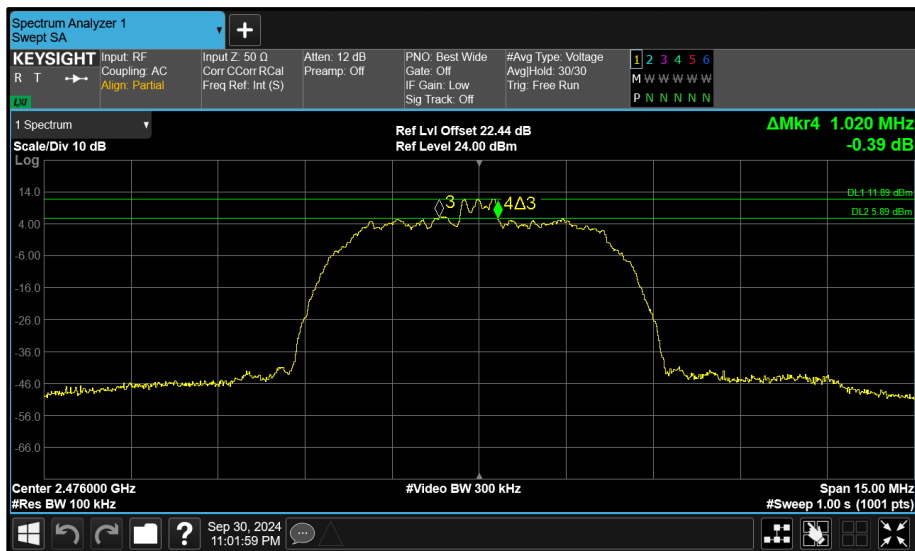 Spectrum Analyzer 1
Swept SA
+
KEYSIGHT Input: RF Input Z: 50 Ω Atten: 12 dB PNO: Best Wide #Avg Type: Voltage 1 2 3 4 5 6
R T Coupling: AC Corr CCorr RCal Preamp: Off Gate: Off Avg|Hold: 30/30 M W W W W W
Align: Partial Freq Ref: Int (S) IF Gain: Low Trig: Free Run
LXI Sig Track: Off P N N N N N
1 Spectrum
Ref Lvl Offset 22.44 dB ΔMkr4 1.020 MHz
Scale/Div 10 dB Ref Level 24.00 dBm -0.39 dB
Log
14.0 DL1 11.89 dBm
3 4Δ3
DL2 5.89 dBm
4.00
-6.00
-16.0
-26.0
-36.0
-46.0
-56.0
-66.0
Center 2.476000 GHz #Video BW 300 kHz Span 15.00 MHz
#Res BW 100 kHz #Sweep 1.00 s (1001 pts)
? Sep 30, 2024
11:01:59 PM